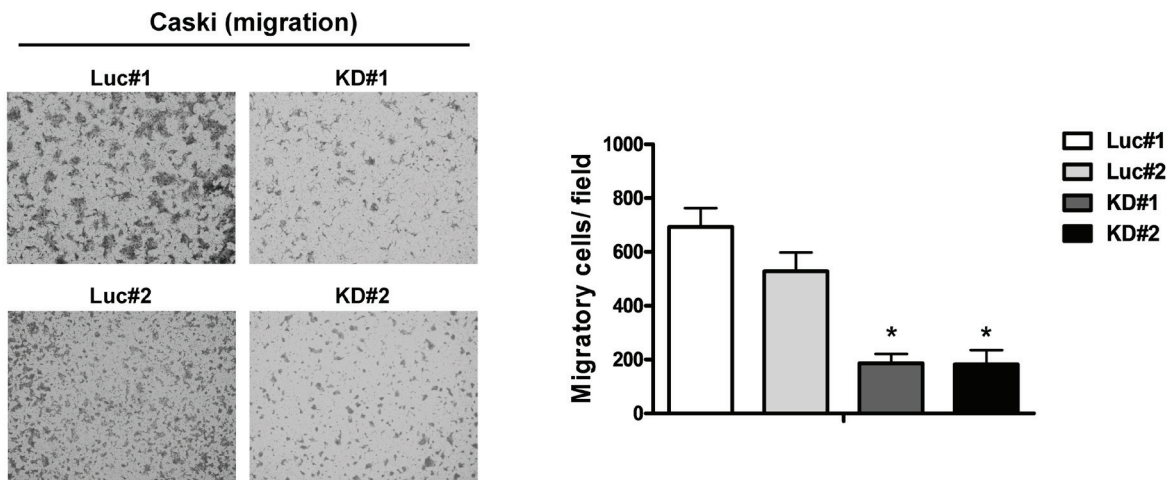 Caski (migration)
Luc#1
KD#1
Luc#2
KD#2
Migratory cells/ field
1000
800
600
400
200
0
*
*
Luc#1
Luc#2
KD#1
KD#2